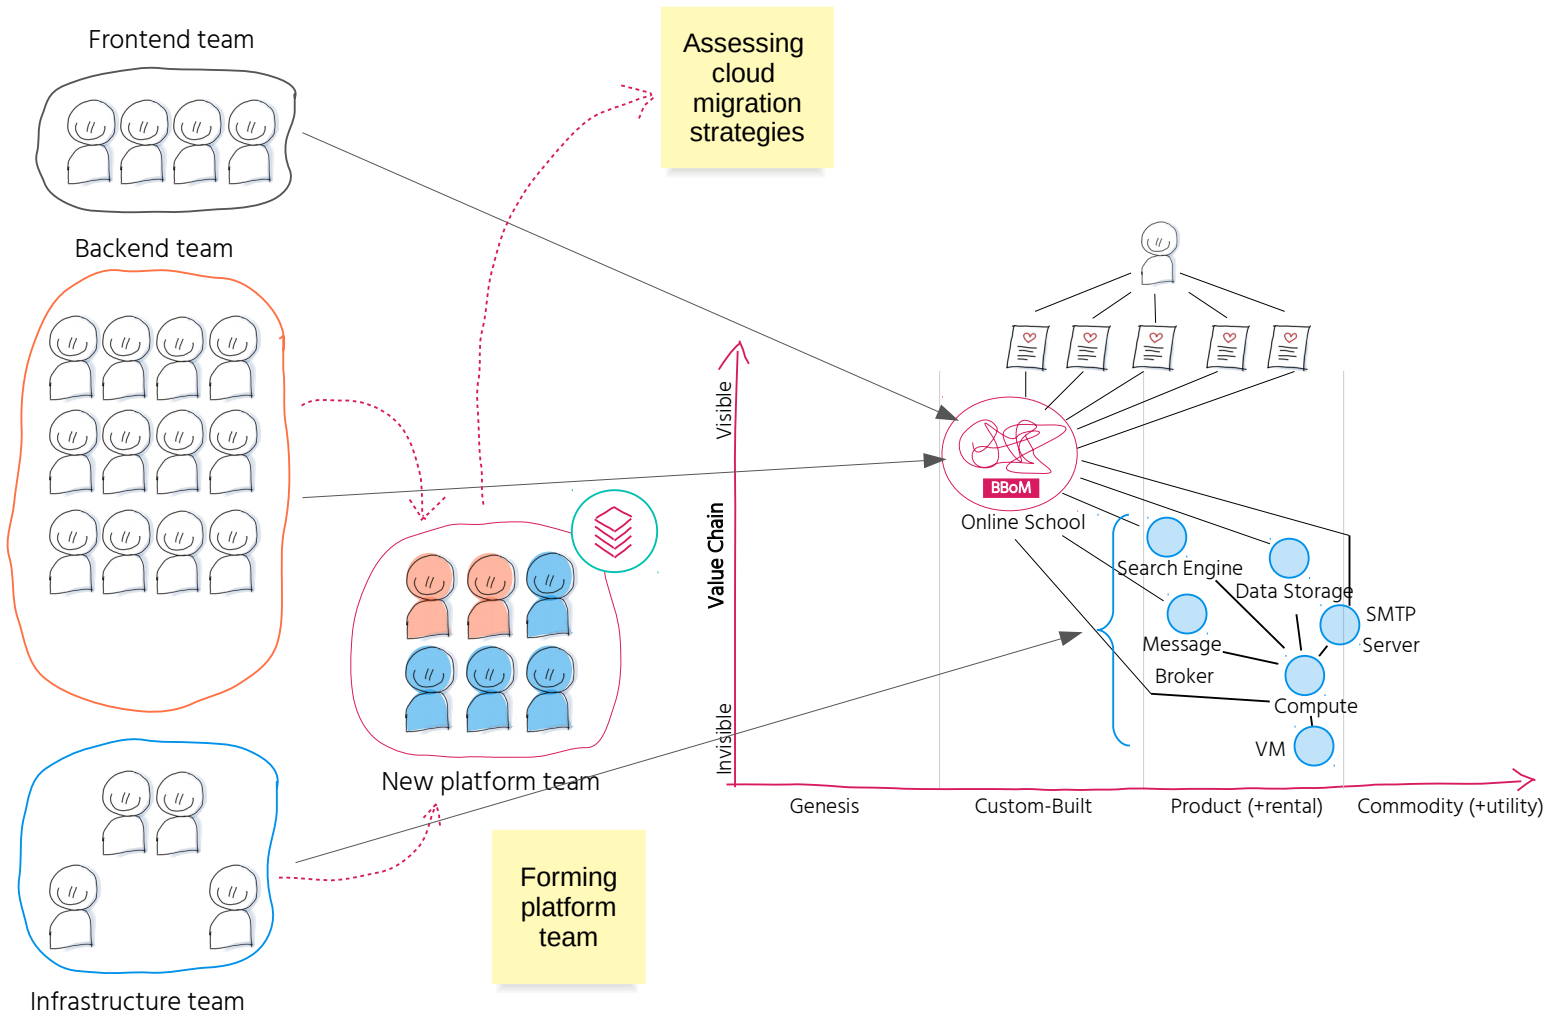 Frontend team
Assessing
cloud
migration
strategies
Backend team
Visible
Value Chain
Invisible
BBoM
Online School
Search Engine
Data Storage
SMTP
Server
Message
Broker
Compute
VM
New platform team
Genesis
Custom-Built
Product (+rental)
Commodity (+utility)
Forming
platform
team
Infrastructure team